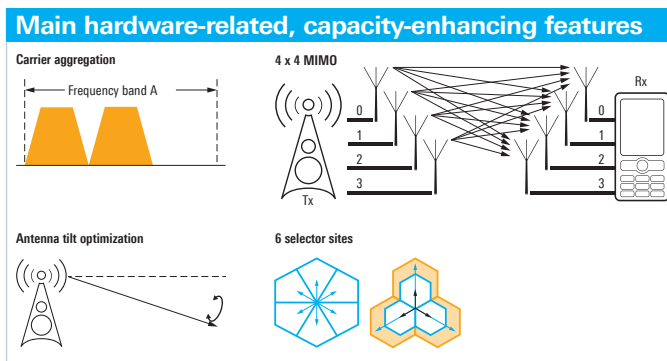 Main hardware-related, capacity-enhancing features
Carrier aggregation
Frequency band A
4 x 4 MIMO
Rx
0
1
2
3
0
1
2
3
Tx
Antenna tilt optimization
6 selector sites